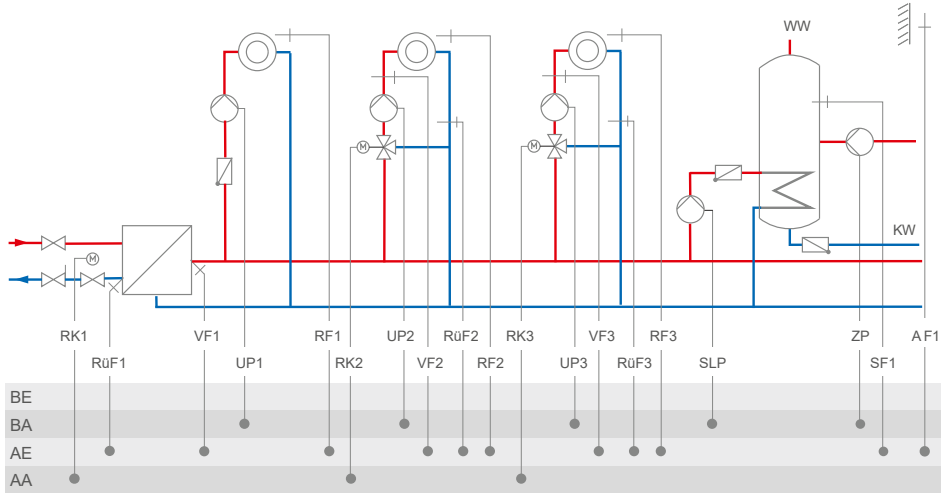 WW
M
M
KW
M
RK1 VF1 RF1 UP2 RüF2 RK3 VF3 RF3 ZP A F1
RüF1 UP1 RK2 VF2 RF2 UP3 RüF3 SLP SF1
BE
BA
AE
AA